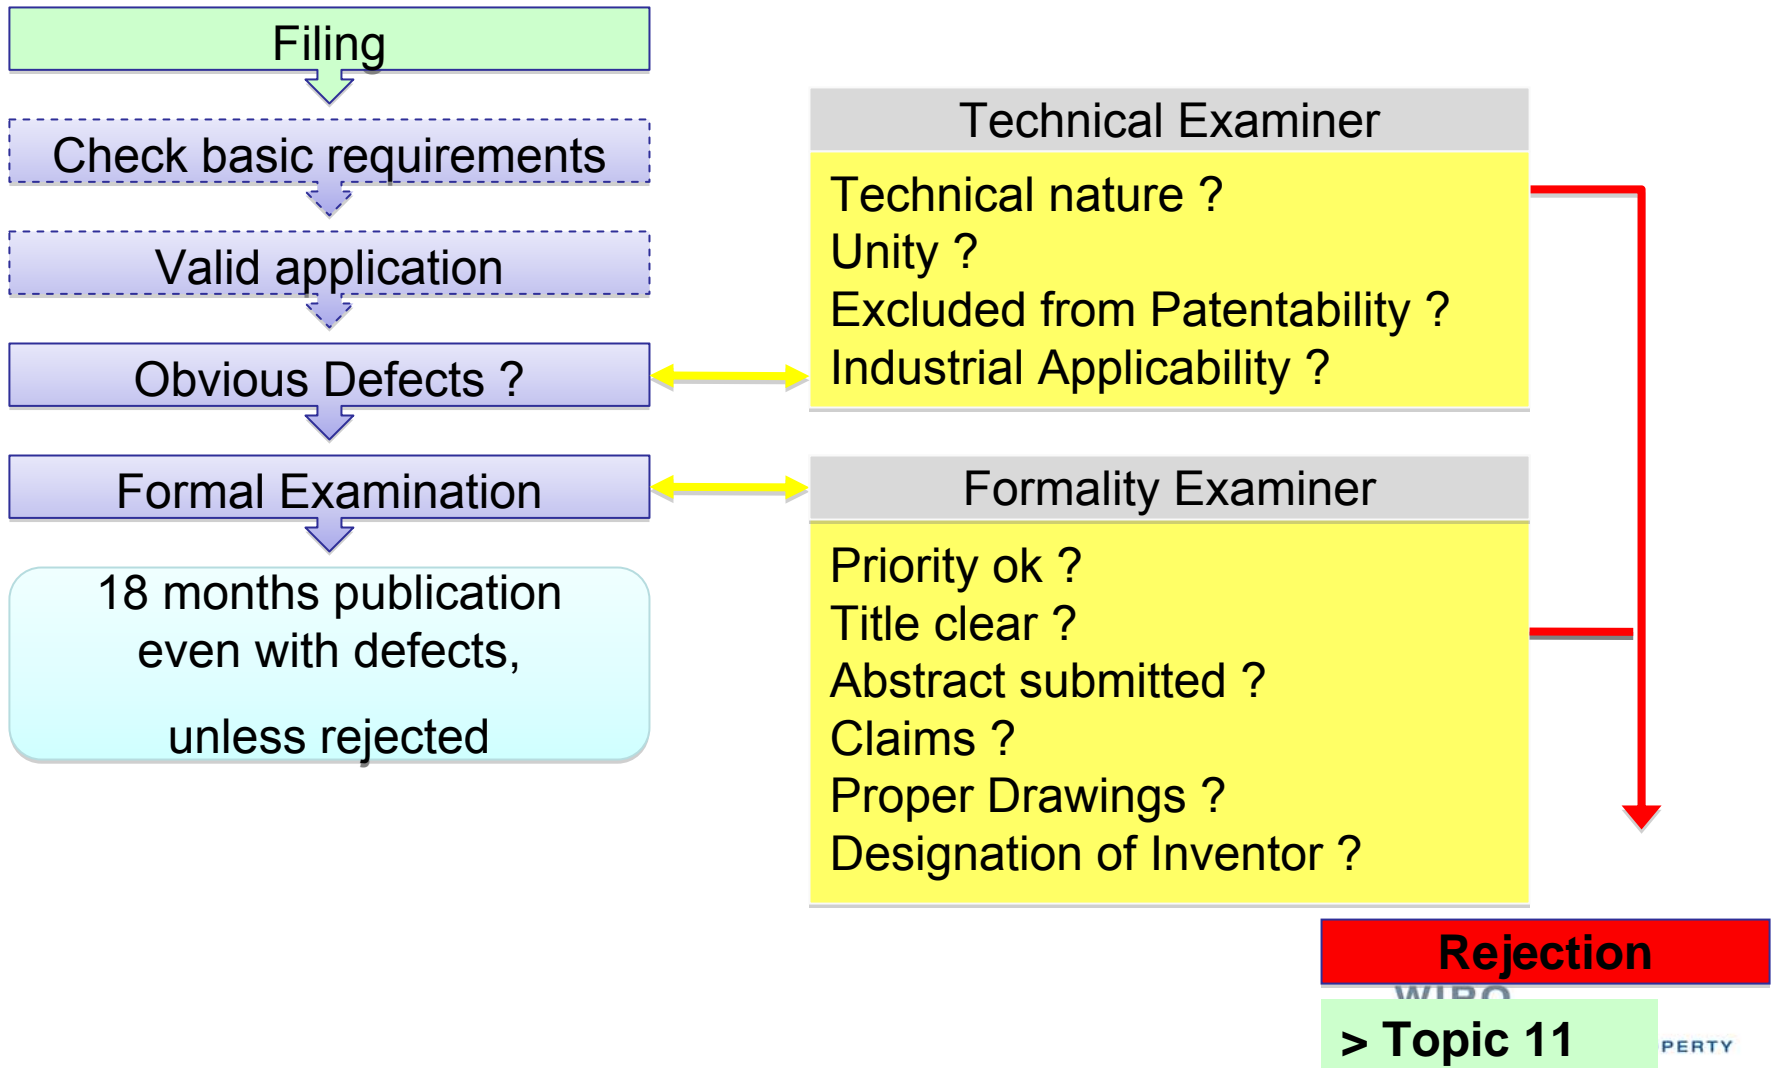 Filing
Check basic requirements
Valid application
Obvious Defects ?
Formal Examination
18 months publication
even with defects,
unless rejected
Technical Examiner
Technical nature ?
Unity ?
Excluded from Patentability ?
Industrial Applicability ?
Formality Examiner
Priority ok ?
Title clear ?
Abstract submitted ?
Claims ?
Proper Drawings ?
Designation of Inventor ?
Rejection
WIPO
> Topic 11
PERTY